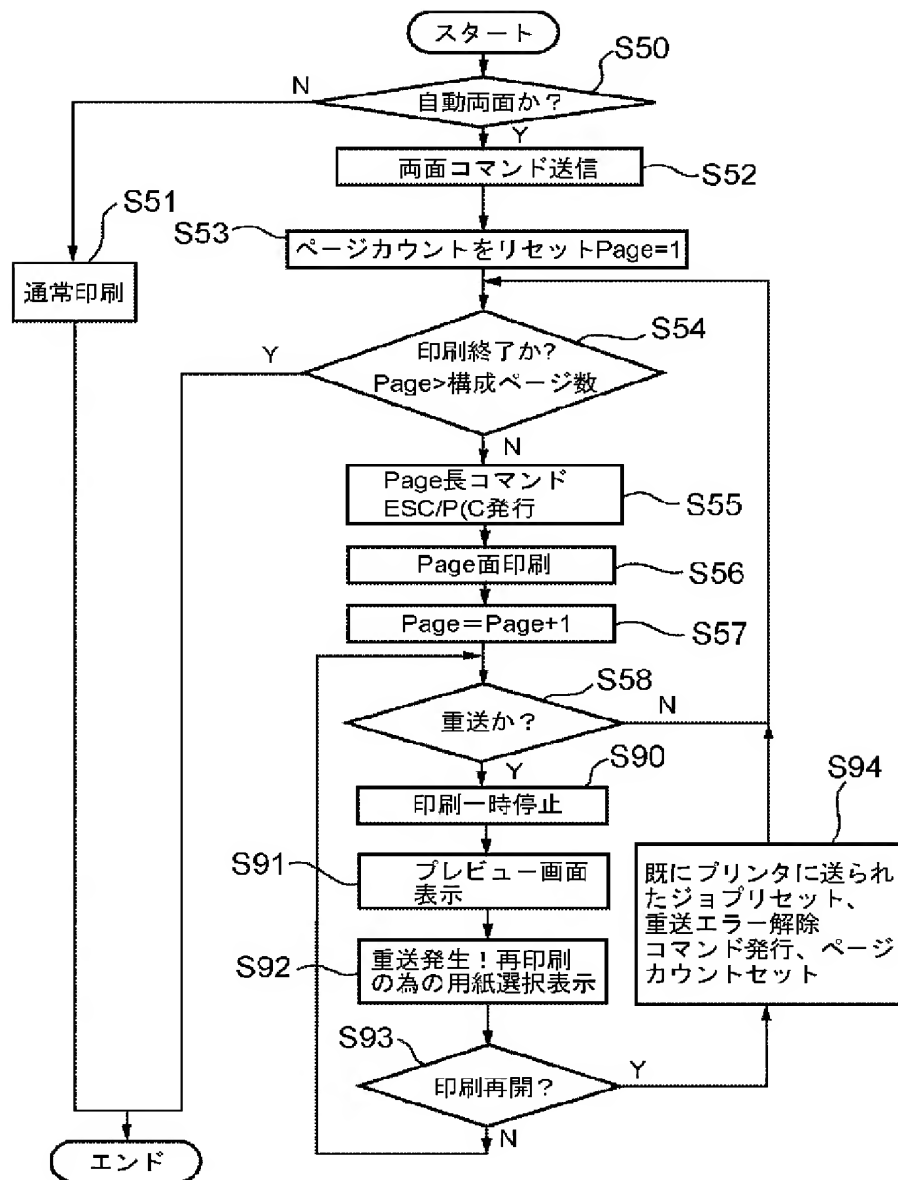 スタート
S50
N
自動両面か？
Y
両面コマンド送信
S52
S51
S53
ページカウントをリセットPage=1
通常印刷
S54
Y
印刷終了か?
Page>構成ページ数
N
Page長コマンド
ESC/P(C発行
S55
Page面印刷
S56
Page＝Page+1
S57
S58
重送か？
N
Y
S90
印刷一時停止
S94
S91
プレビュー画面
表示
既にプリンタに送られ
たジョブリセット、
重送エラー解除
コマンド発行、ページ
カウントセット
S92
重送発生！再印刷
の為の用紙選択表示
S93
印刷再開？
Y
N
エンド